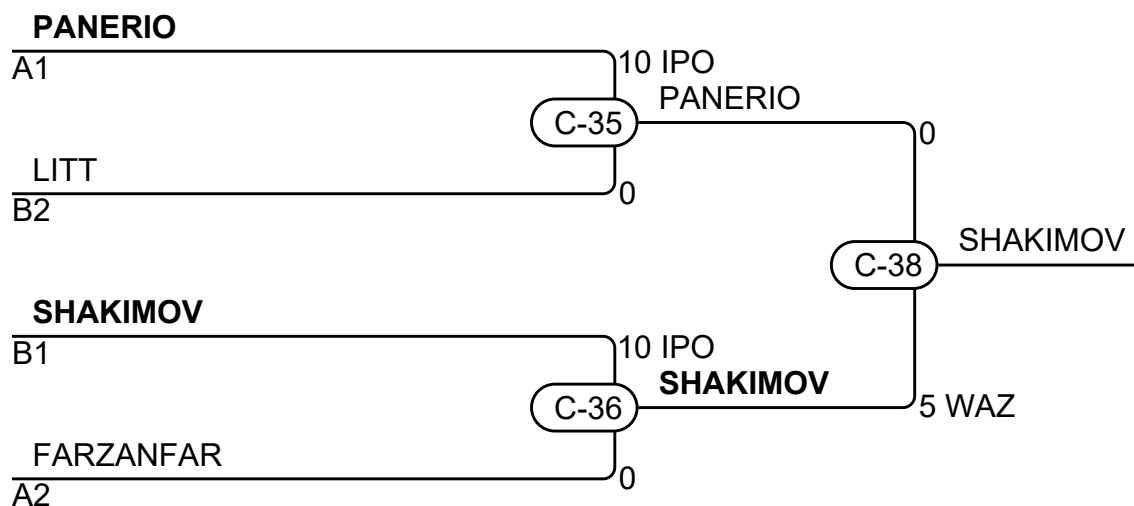 PANERIO
A1
10 IPO
PANERIO
C-35
0
LITT
B2
0
SHAKIMOV
C-38
SHAKIMOV
B1
10 IPO
SHAKIMOV
C-36
5 WAZ
FARZANFAR
A2
0